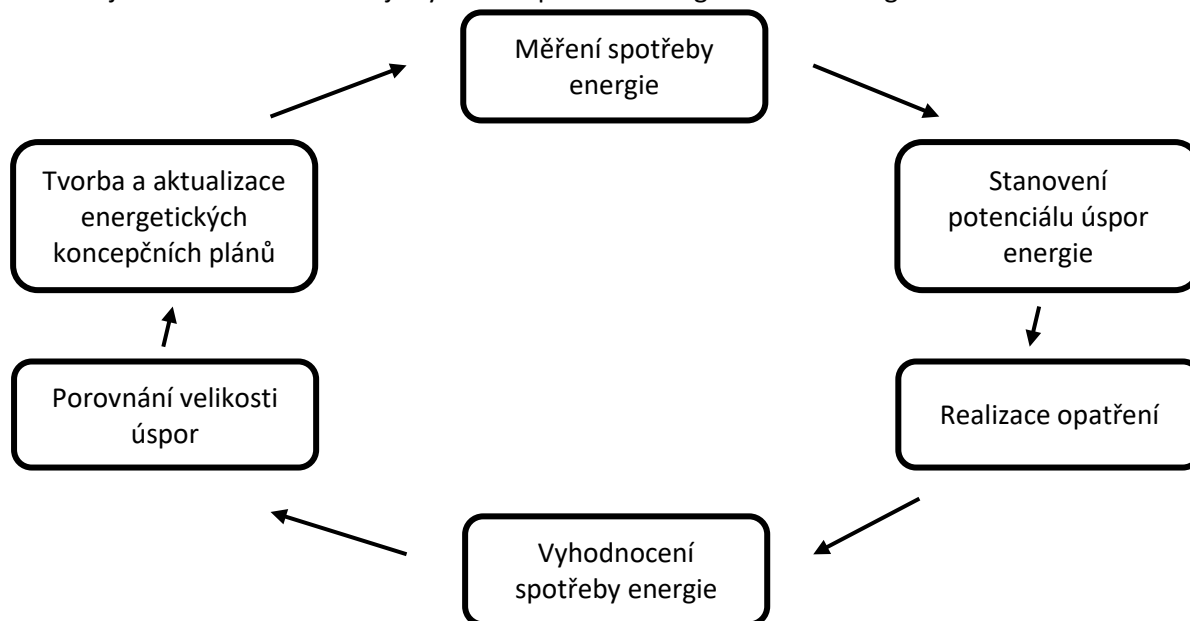 Měření spotřeby
energie
Stanovení
potenciálu úspor
energie
Realizace opatření
Vyhodnocení
spotřeby energie
Porovnání velikosti
úspor
Tvorba a aktualizace
energetických
koncepčních plánů